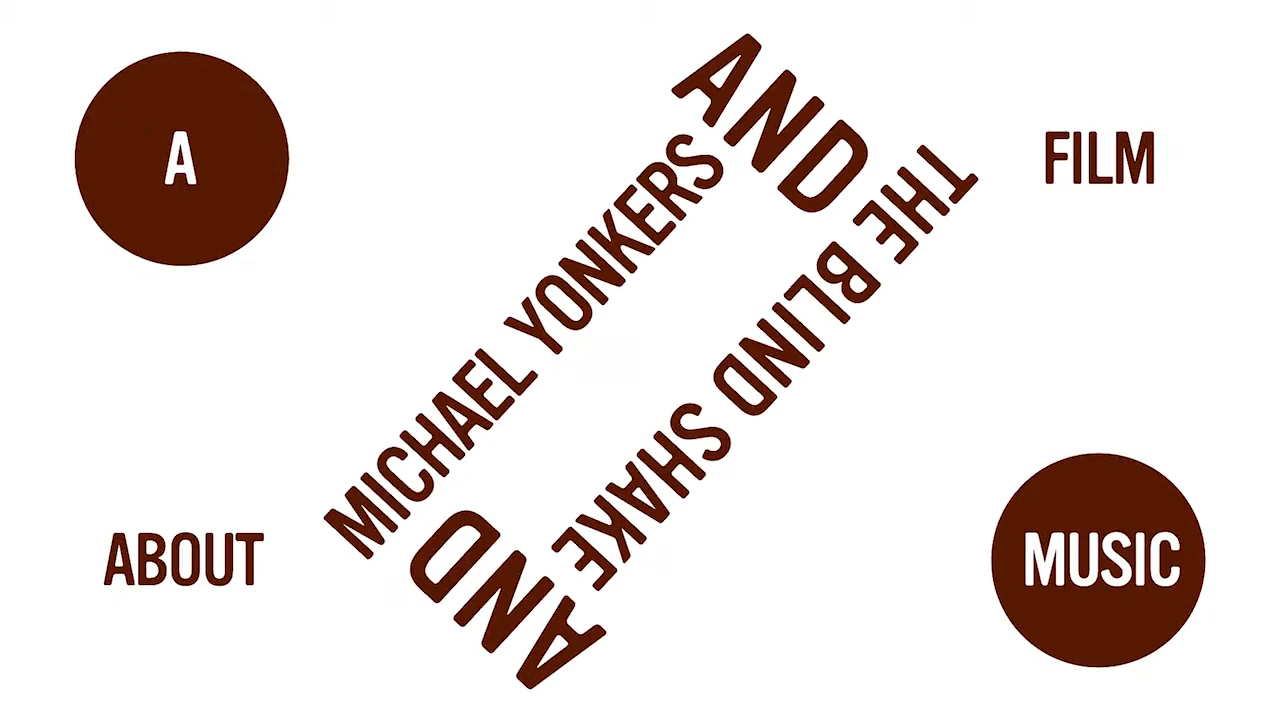 A
FILM
ABOUT
MUSIC
MICHAEL YONKERS
AND
THE BLIND SHAKE
AND